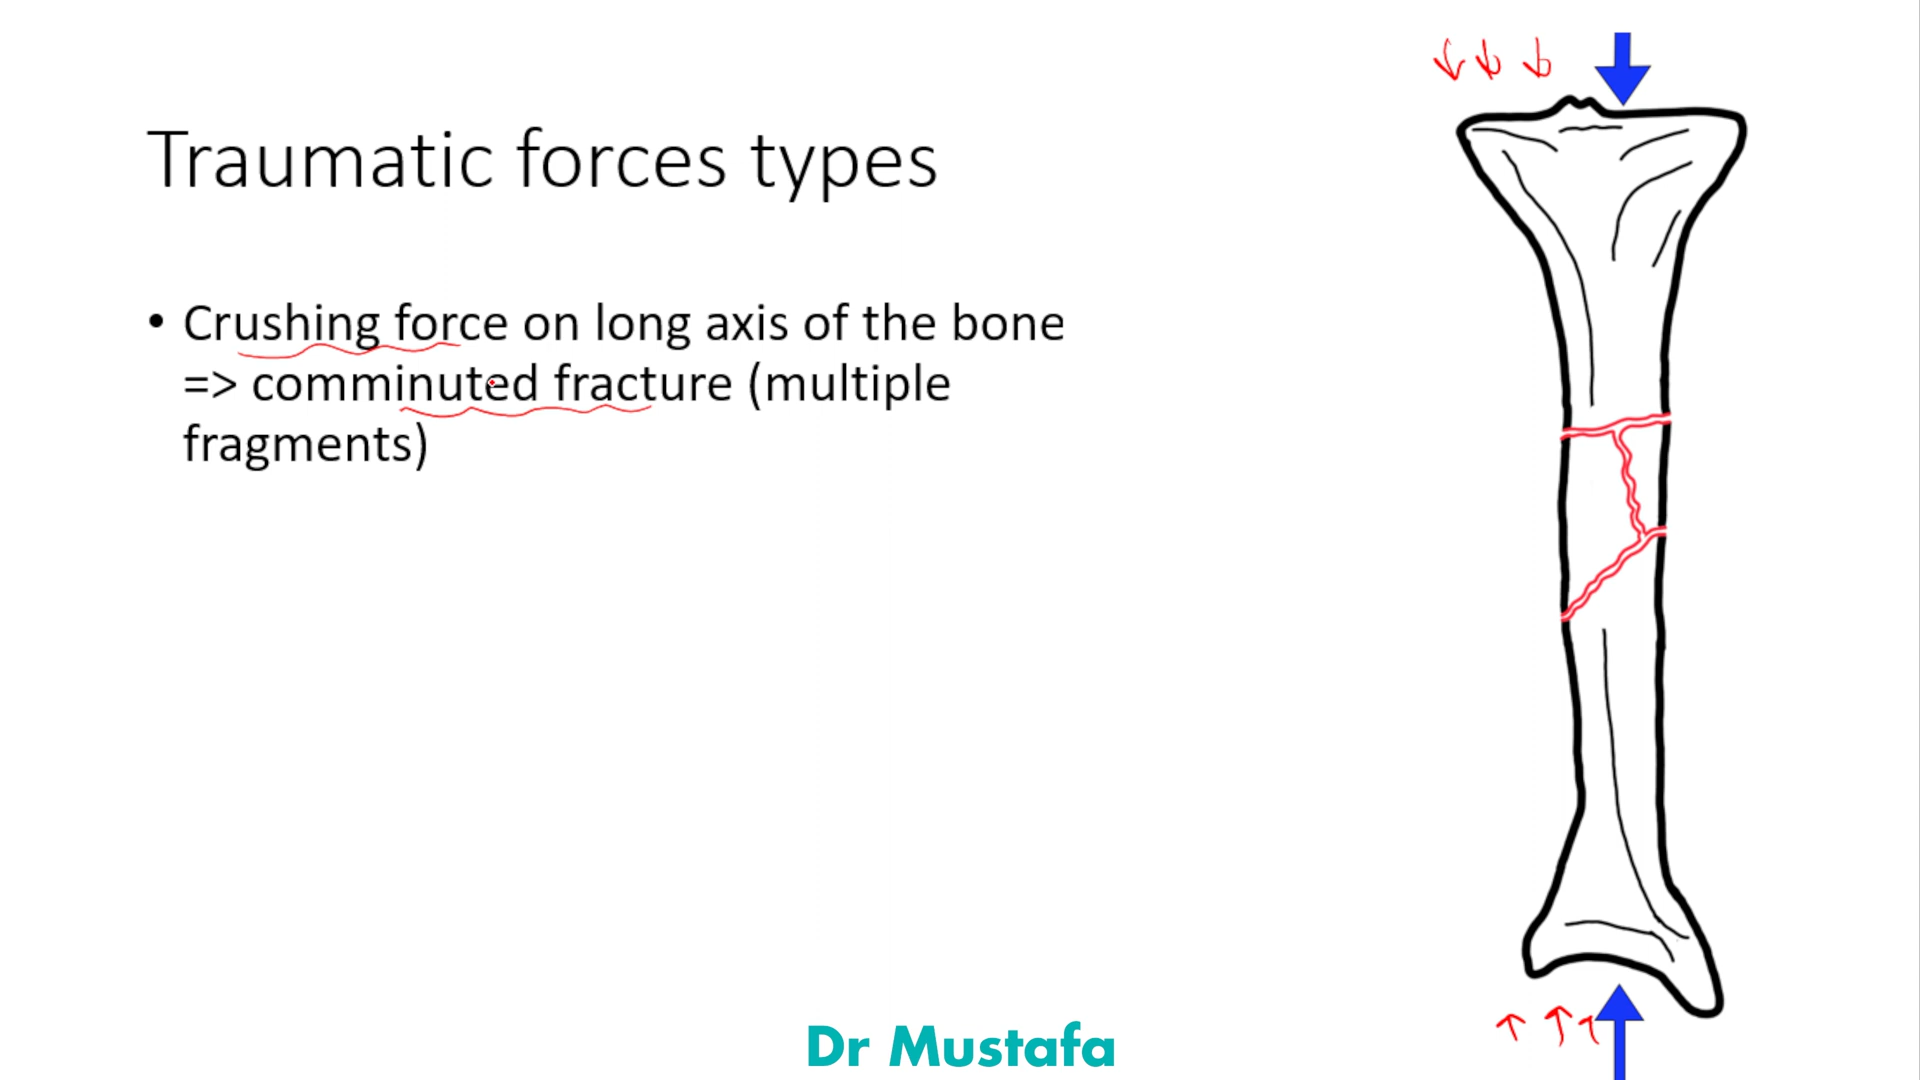 Traumatic forces types
• Crushing force on long axis of the bone
=> comminuted fracture (multiple
fragments)
Dr Mustafa